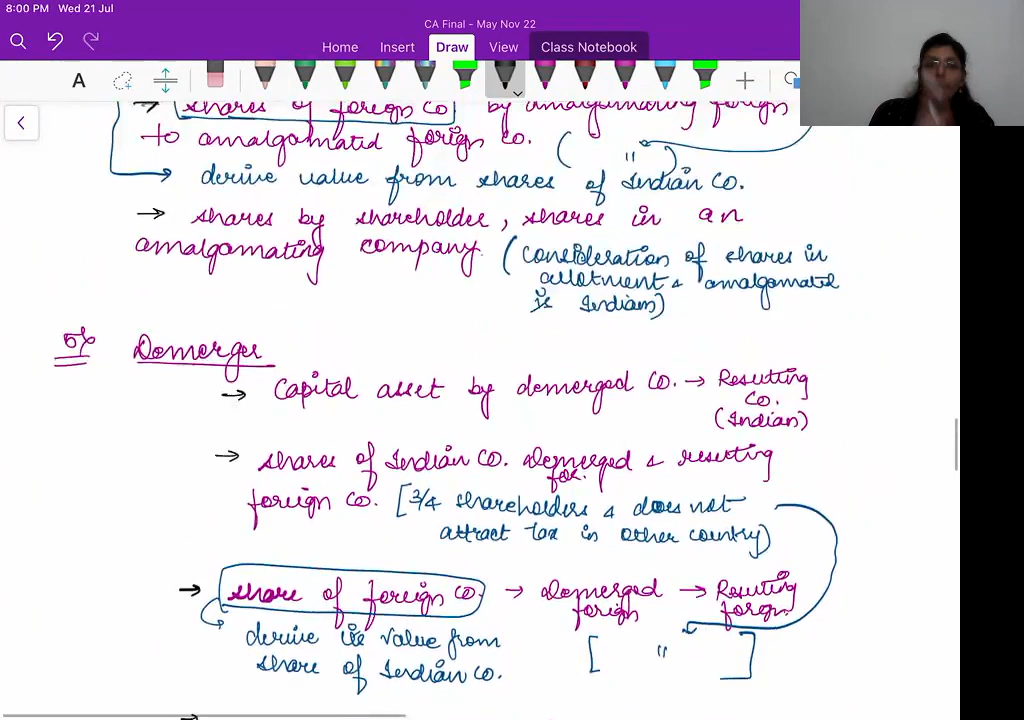 8:00 PM Wed 21 Jul
CA Final - May Nov 22
Home Insert Draw View Class Notebook
A
shares of foreign co by amalgamating foreign
to amalgamated foreign co. ( " )
derive value from shares of Indian Co.
→ shares by shareholder, shares in an
amalgamating company. (consideration of shares in
allotment & amalgamated
is Indian)
5) Demerger
→ Capital asset by demerged Co. → Resulting
Co.
(Indian)
→ shares of Indian Co. Demerged & resulting
for.
foreign Co. [3/4 shareholders & does not
attract tax in other country)
→ share of foreign Co. → Demerged → Resulting
foreign foreign.
derive its value from [ " ]
share of Indian Co.